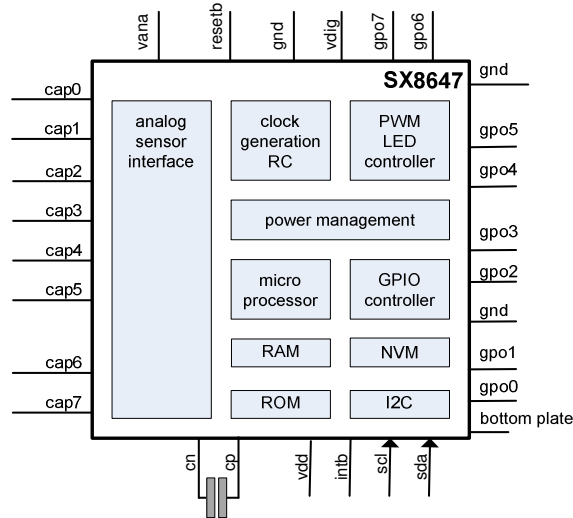 vana
resetb
gnd
vdig
gpo7
gpo6
SX8647
gnd
cap0
cap1
cap2
cap3
cap4
cap5
cap6
cap7
analog
sensor
interface
clock
generation
RC
PWM
LED
controller
power management
micro
processor
GPIO
controller
RAM
NVM
ROM
I2C
gpo5
gpo4
gpo3
gpo2
gnd
gpo1
gpo0
bottom plate
cn
cp
vdd
intb
scl
sda